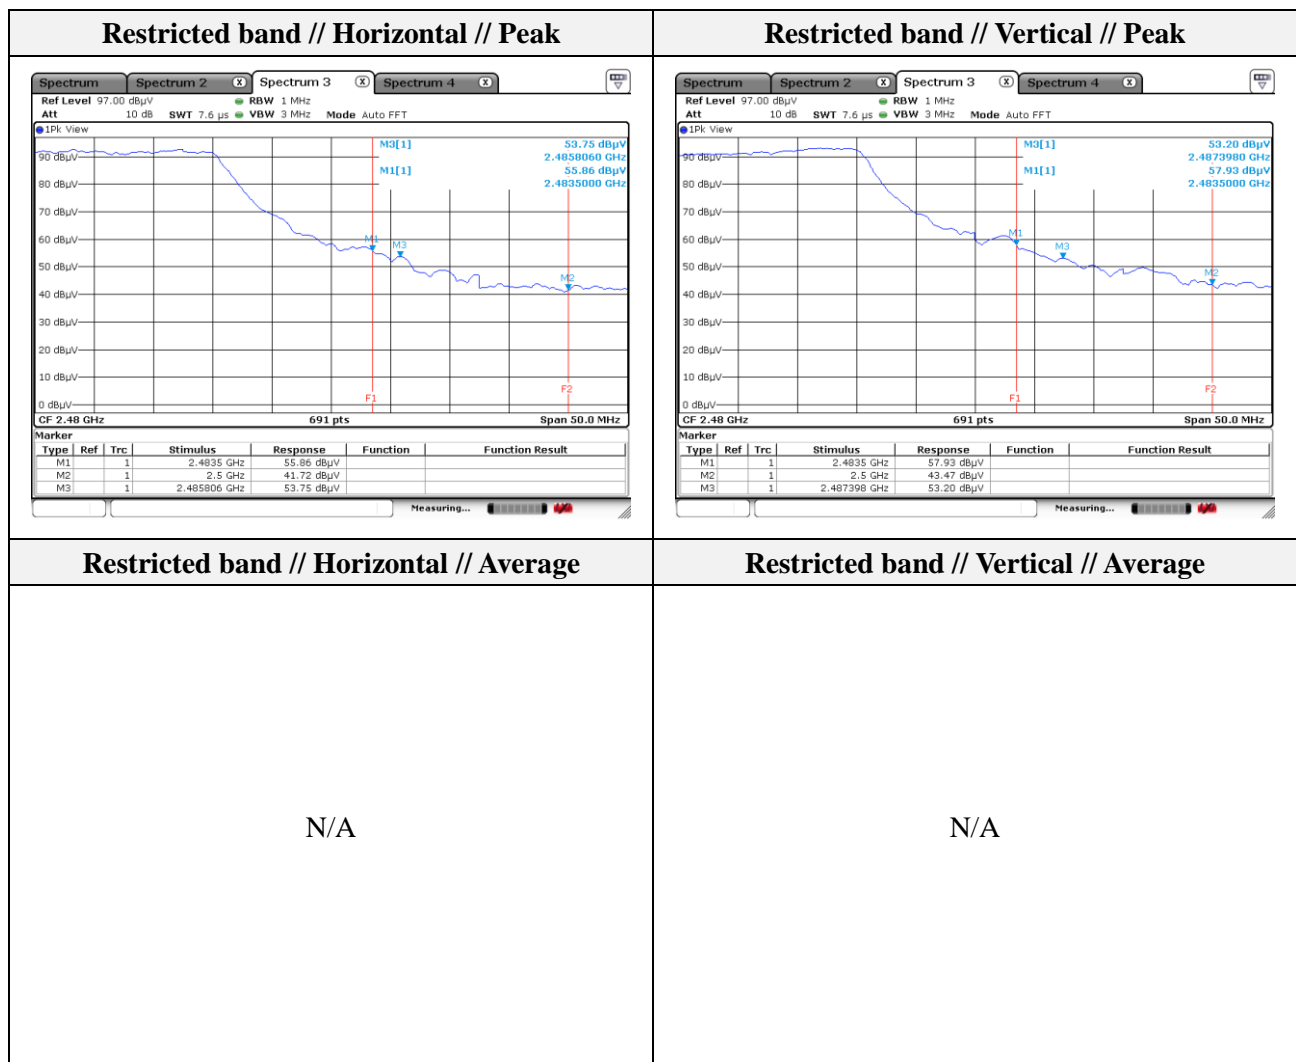 Restricted band // Horizontal // Peak
Spectrum Spectrum 2 X Spectrum 3 X Spectrum 4 X
Ref Level 97.00 dBµV RBW 1 MHz
Att 10 dB SWT 7.6 µs VBW 3 MHz Mode Auto FFT
1Pk View
M3[1] 53.75 dBµV
2.4858060 GHz
M1[1] 55.86 dBµV
2.4835000 GHz
90 dBµV
80 dBµV
70 dBµV
60 dBµV
50 dBµV
40 dBµV
30 dBµV
20 dBµV
10 dBµV
0 dBµV
M1
M3
M2
F1
F2
CF 2.48 GHz 691 pts Span 50.0 MHz
Marker
Type Ref Trc Stimulus Response Function Function Result
M1 1 2.4835 GHz 55.86 dBµV
M2 1 2.5 GHz 41.72 dBµV
M3 1 2.485806 GHz 53.75 dBµV
Measuring...
Restricted band // Vertical // Peak
Spectrum Spectrum 2 X Spectrum 3 X Spectrum 4 X
Ref Level 97.00 dBµV RBW 1 MHz
Att 10 dB SWT 7.6 µs VBW 3 MHz Mode Auto FFT
1Pk View
M3[1] 53.20 dBµV
2.4873980 GHz
M1[1] 57.93 dBµV
2.4835000 GHz
90 dBµV
80 dBµV
70 dBµV
60 dBµV
50 dBµV
40 dBµV
30 dBµV
20 dBµV
10 dBµV
0 dBµV
M1
M3
M2
F1
F2
CF 2.48 GHz 691 pts Span 50.0 MHz
Marker
Type Ref Trc Stimulus Response Function Function Result
M1 1 2.4835 GHz 57.93 dBµV
M2 1 2.5 GHz 43.47 dBµV
M3 1 2.487398 GHz 53.20 dBµV
Measuring...
Restricted band // Horizontal // Average
N/A
Restricted band // Vertical // Average
N/A